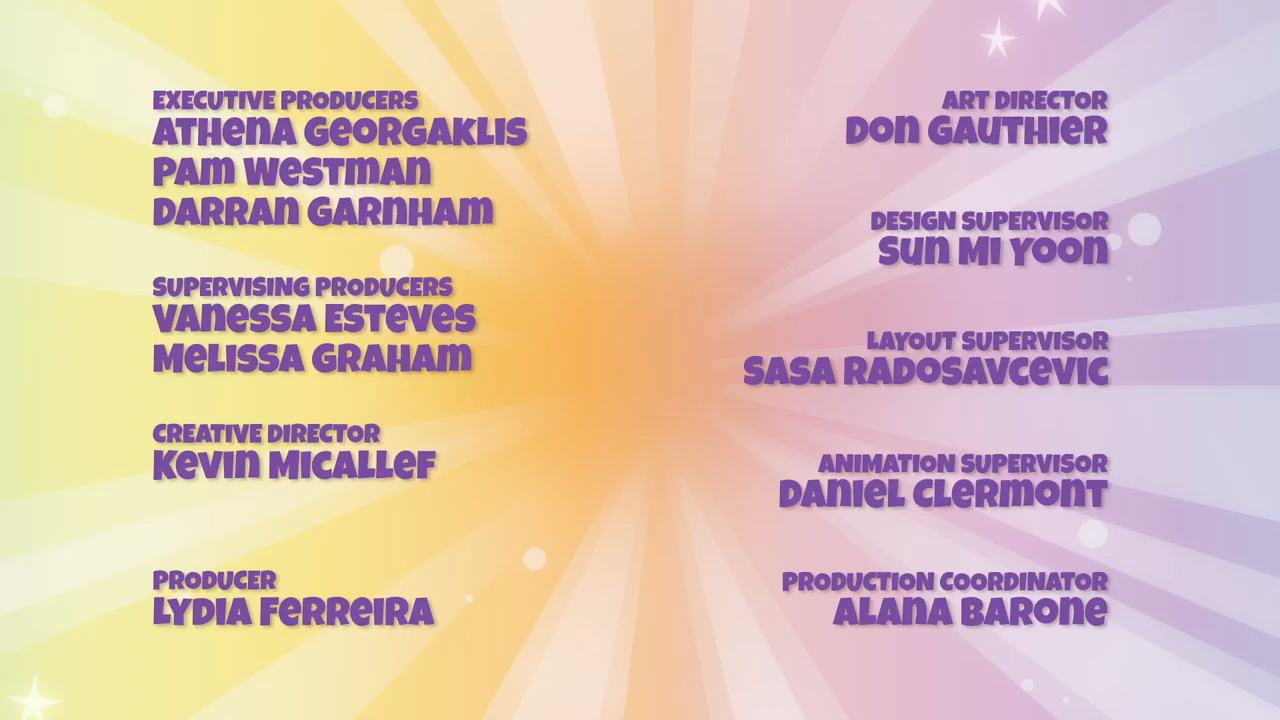 EXECUTIVE PRODUCERS
ATHENA GEORGAKLIS
PAM WESTMAN
DARRAN GARNHAM
SUPERVISING PRODUCERS
VANESSA ESTEVES
MELISSA GRAHAM
CREATIVE DIRECTOR
KEVIN MICALLEF
PRODUCER
LYDIA FERREIRA
ART DIRECTOR
DON GAUTHIER
DESIGN SUPERVISOR
SUN MI YOON
LAYOUT SUPERVISOR
SASA RADOSAVCEVIC
ANIMATION SUPERVISOR
DANIEL CLERMONT
PRODUCTION COORDINATOR
ALANA BARONE